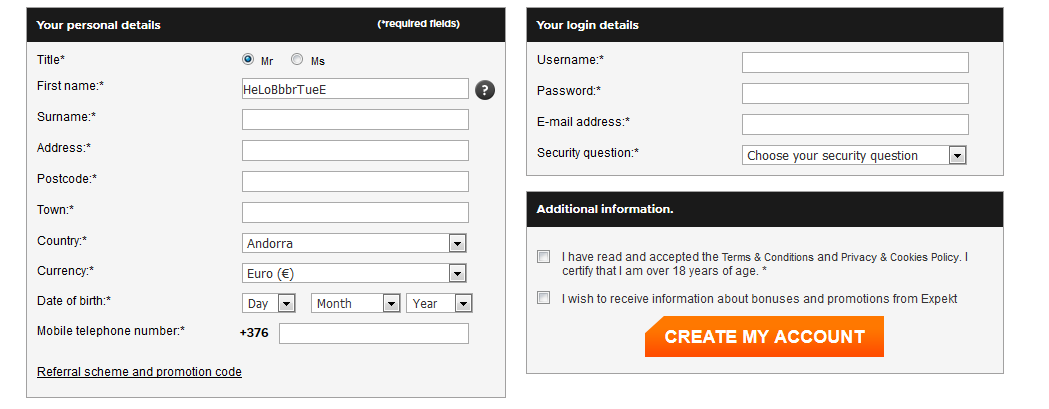 Your personal details (*required fields)
Title* Mr Ms
First name:* HeLoBbbrTueE ?
Surname:*
Address:*
Postcode:*
Town:*
Country:* Andorra
Currency:* Euro (€)
Date of birth:* Day Month Year
Mobile telephone number:* +376
Referral scheme and promotion code
Your login details
Username:*
Password:*
E-mail address:*
Security question:* Choose your security question
Additional information.
I have read and accepted the Terms & Conditions and Privacy & Cookies Policy. I
certify that I am over 18 years of age. *
I wish to receive information about bonuses and promotions from Expekt
CREATE MY ACCOUNT